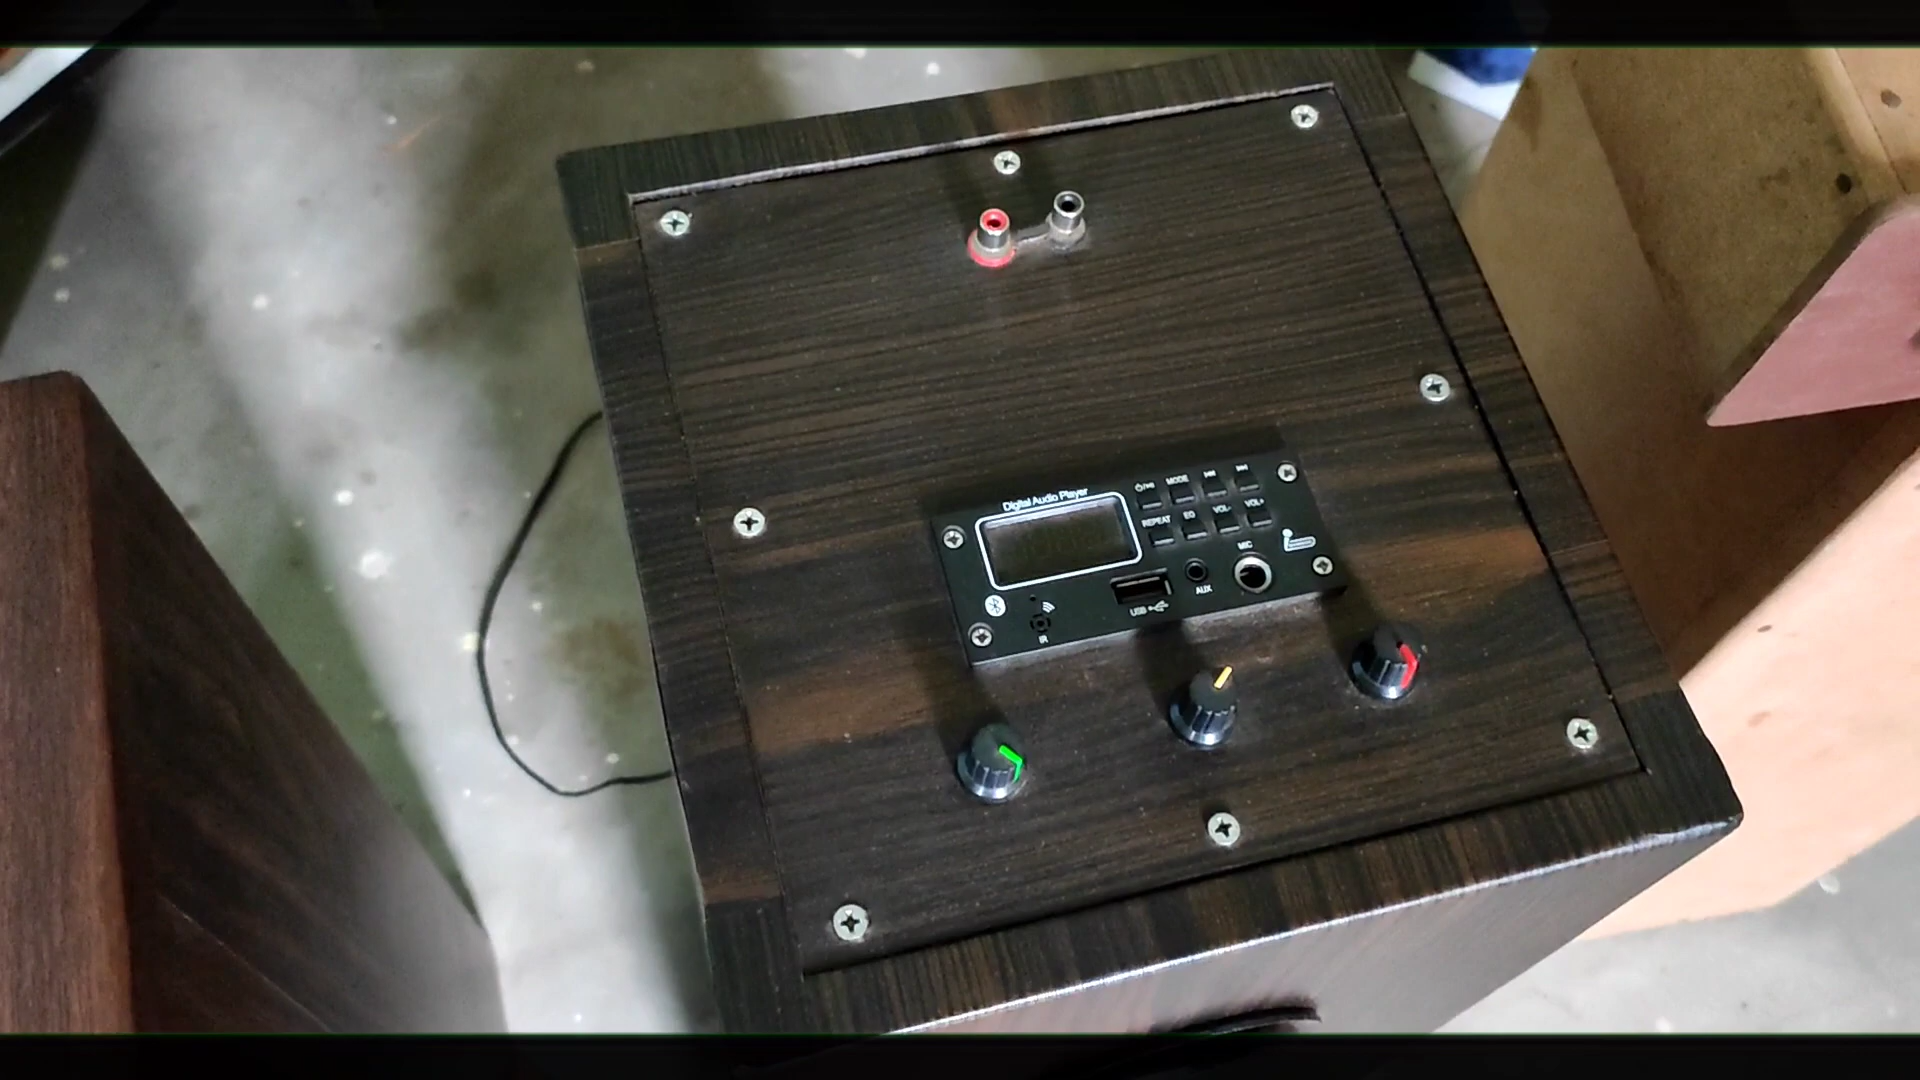 Digital Audio Player
MODE
REPEAT EQ VOL- VOL+
MIC
USB
AUX
IR